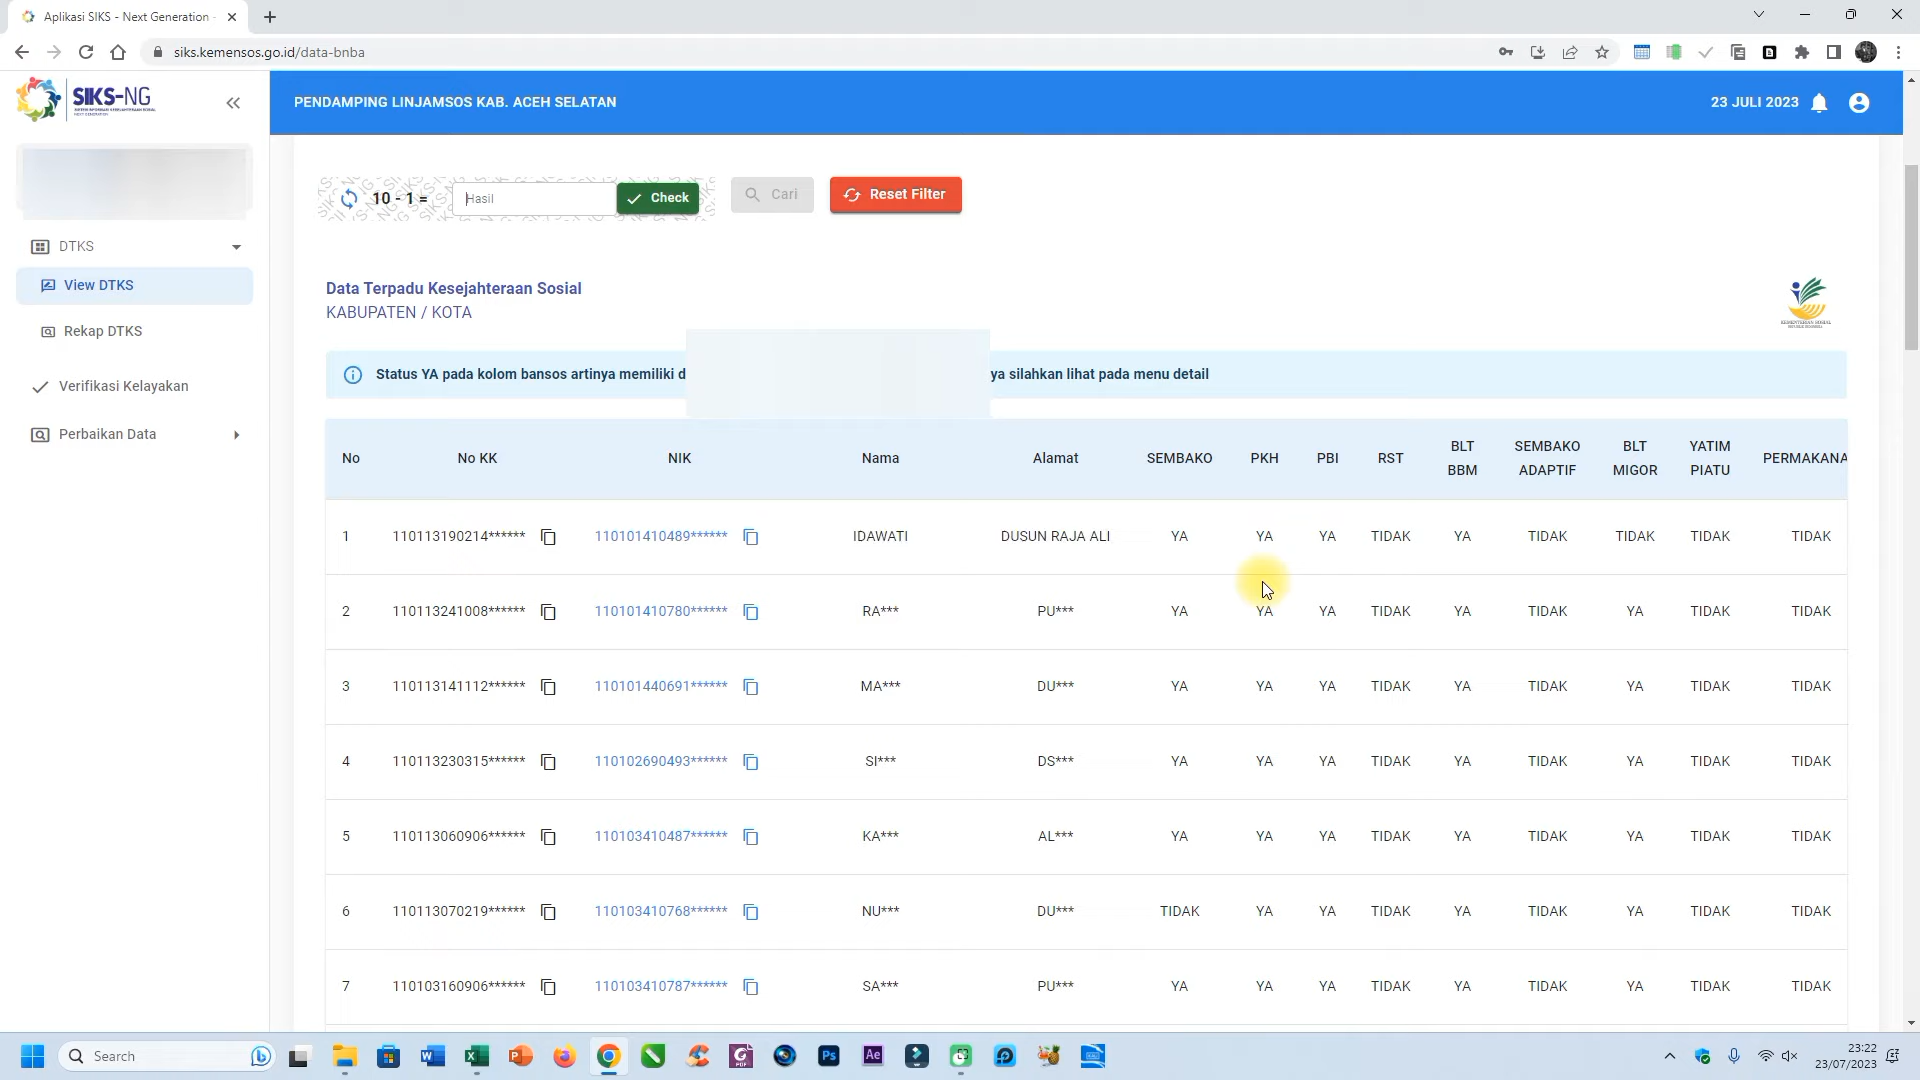 Aplikasi SIKS - Next Generation -
siks.kemensos.go.id/data-bnba
SIKS-NG
PENDAMPING LINJAMSOS KAB. ACEH SELATAN
23 JULI 2023
10 - 1 =
Hasil
Check
Cari
Reset Filter
DTKS
View DTKS
Rekap DTKS
Verifikasi Kelayakan
Perbaikan Data
Data Terpadu Kesejahteraan Sosial
KABUPATEN / KOTA
KEMENTERIAN SOSIAL
Status YA pada kolom bansos artinya memiliki d
ya silahkan lihat pada menu detail
No No KK NIK Nama Alamat SEMBAKO PKH PBI RST BLT BBM SEMBAKO ADAPTIF BLT MIGOR YATIM PIATU PERMAKANA
1 110113190214****** 110101410489****** IDAWATI DUSUN RAJA ALI YA YA YA TIDAK YA TIDAK TIDAK TIDAK TIDAK
2 110113241008****** 110101410780****** RA*** PU*** YA YA YA TIDAK YA TIDAK YA TIDAK TIDAK
3 110113141112****** 110101440691****** MA*** DU*** YA YA YA TIDAK YA TIDAK YA TIDAK TIDAK
4 110113230315****** 110102690493****** SI*** DS*** YA YA YA TIDAK YA TIDAK YA TIDAK TIDAK
5 110113060906****** 110103410487****** KA*** AL*** YA YA YA TIDAK YA TIDAK YA TIDAK TIDAK
6 110113070219****** 110103410768****** NU*** DU*** TIDAK YA YA TIDAK YA TIDAK YA TIDAK TIDAK
7 110103160906****** 110103410787****** SA*** PU*** YA YA YA TIDAK YA TIDAK YA TIDAK TIDAK
Search
23:22
23/07/2023